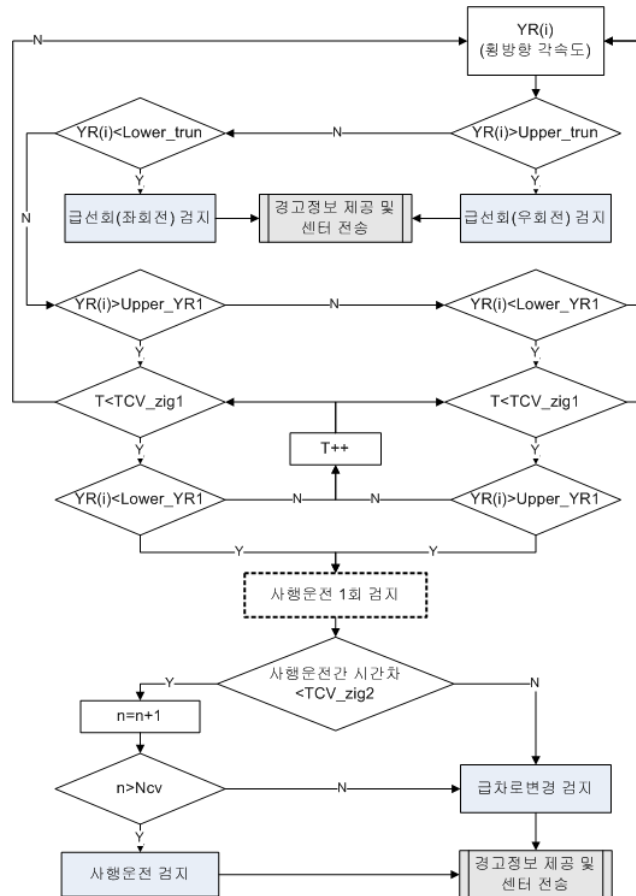 N
YR(i)
(횡방향 각속도)
YR(i)<Lower_trun
N
YR(i)>Upper_trun
Y
Y
N
급선회(좌회전) 검지
경고정보 제공 및
센터 전송
급선회(우회전) 검지
YR(i)>Upper_YR1
N
YR(i)<Lower_YR1
Y
Y
T<TCV_zig1
T<TCV_zig1
Y
T++
Y
YR(i)<Lower_YR1
N
N
YR(i)>Upper_YR1
Y
Y
사행운전 1회 검지
사행운전간 시간차
<TCV_zig2
Y
N
n=n+1
n>Ncv
N
급차로변경 검지
Y
사행운전 검지
경고정보 제공 및
센터 전송